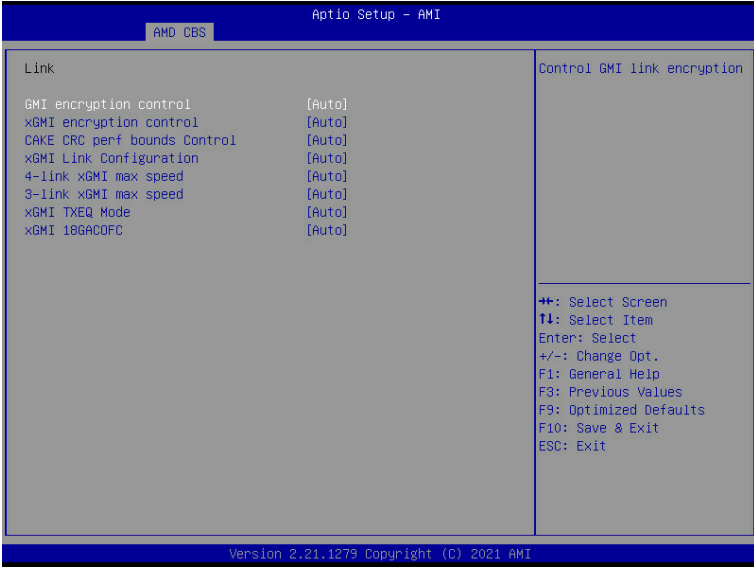 Aptio Setup - AMI
AMD CBS
Link
GMI encryption control [Auto]
xGMI encryption control [Auto]
CAKE CRC perf bounds Control [Auto]
xGMI Link Configuration [Auto]
4-link xGMI max speed [Auto]
3-link xGMI max speed [Auto]
xGMI TXEQ Mode [Auto]
xGMI 18GACOFC [Auto]
Control GMI link encryption
→←: Select Screen
↑↓: Select Item
Enter: Select
+/-: Change Opt.
F1: General Help
F3: Previous Values
F9: Optimized Defaults
F10: Save & Exit
ESC: Exit
Version 2.21.1279 Copyright (C) 2021 AMI